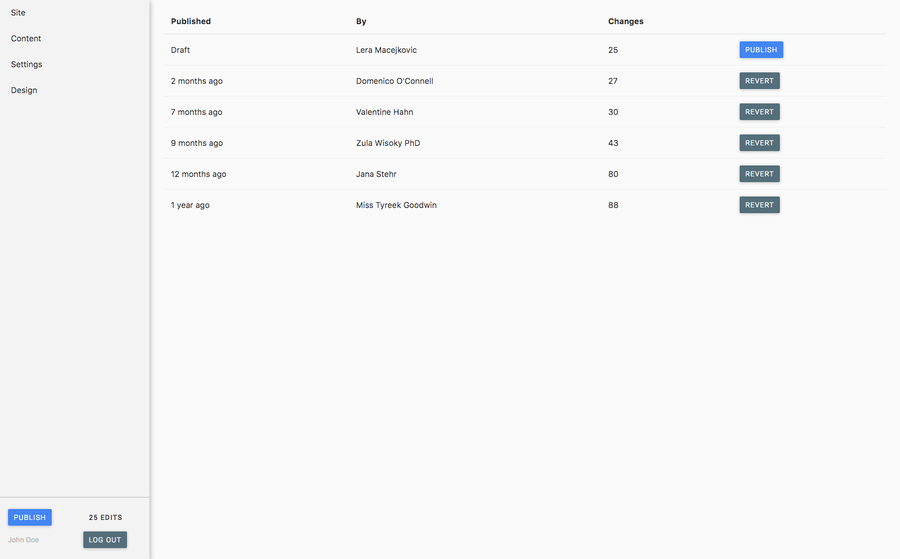 Site
Content
Settings
Design
PUBLISH 25 EDITS
John Doe LOG OUT
Published By Changes
Draft Lera Macejkovic 25 PUBLISH
2 months ago Domenico O'Connell 27 REVERT
7 months ago Valentine Hahn 30 REVERT
9 months ago Zula Wisoky PhD 43 REVERT
12 months ago Jana Stehr 80 REVERT
1 year ago Miss Tyreek Goodwin 88 REVERT